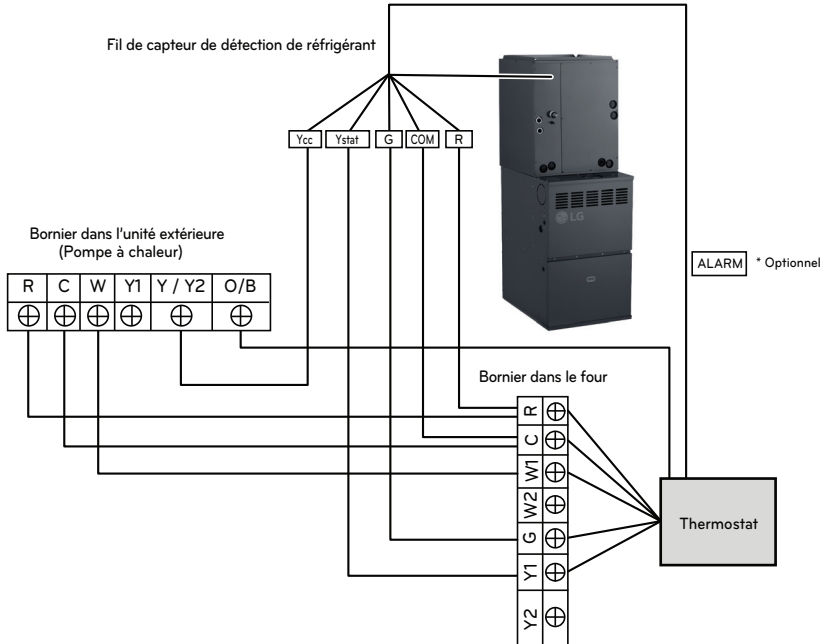 Fil de capteur de détection de réfrigérant
Ycc Ystat G COM R
LG
Bornier dans l'unité extérieure
(Pompe à chaleur)
R C W Y1 Y / Y2 O/B
ALARM * Optionnel
Bornier dans le four
R
C
W1
W2
G
Y1
Y2
Thermostat